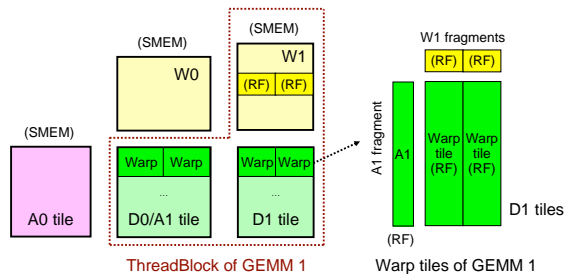 (SMEM)
A0 tile
(SMEM)
W0
(SMEM)
W1
(RF) (RF)
Warp Warp
...
D0/A1 tile
Warp Warp
...
D1 tile
ThreadBlock of GEMM 1
W1 fragments
(RF) (RF)
A1 fragment
A1
(RF)
Warp
tile
(RF)
Warp
tile
(RF)
D1 tiles
Warp tiles of GEMM 1